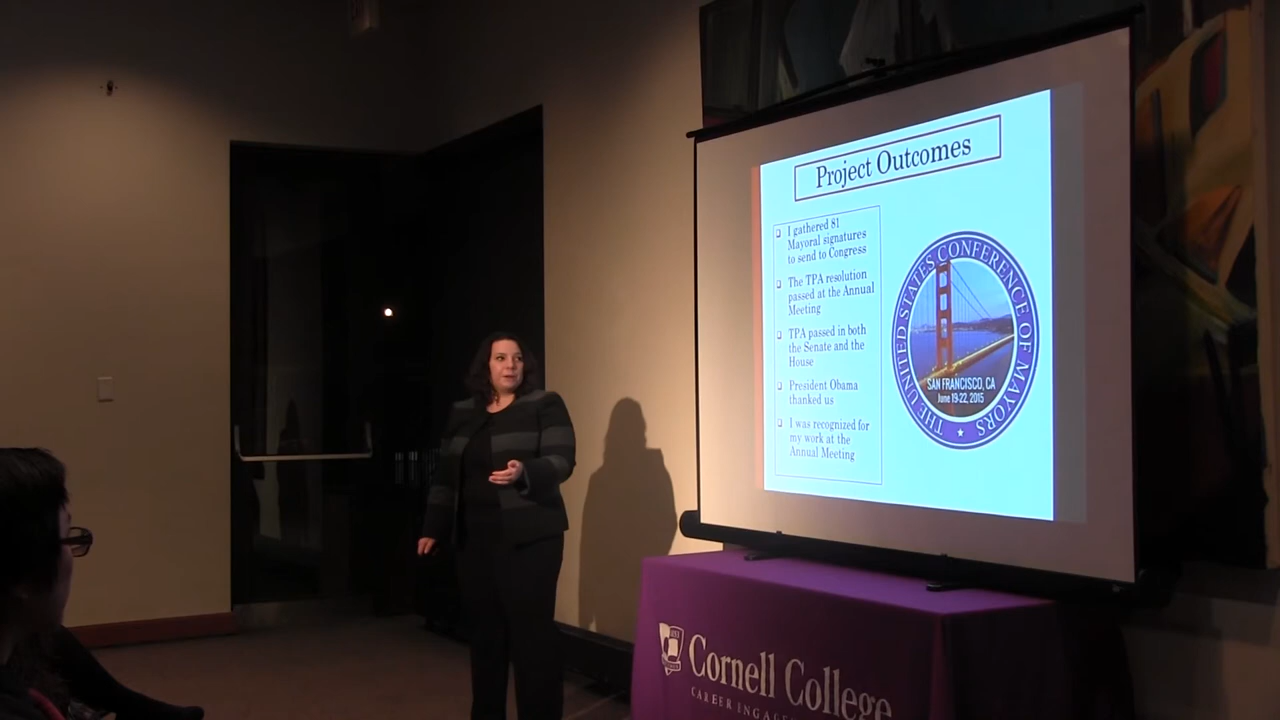 Project Outcomes
I gathered 81
Mayoral signatures
to send to Congress
The TPA resolution
passed at the Annual
Meeting
TPA passed in both
the Senate and the
House
President Obama
thanked us
I was recognized for
my work at the
Annual Meeting
THE UNITED STATES CONFERENCE OF MAYORS
SAN FRANCISCO, CA
June 19-22, 2015
Cornell College
CAREER